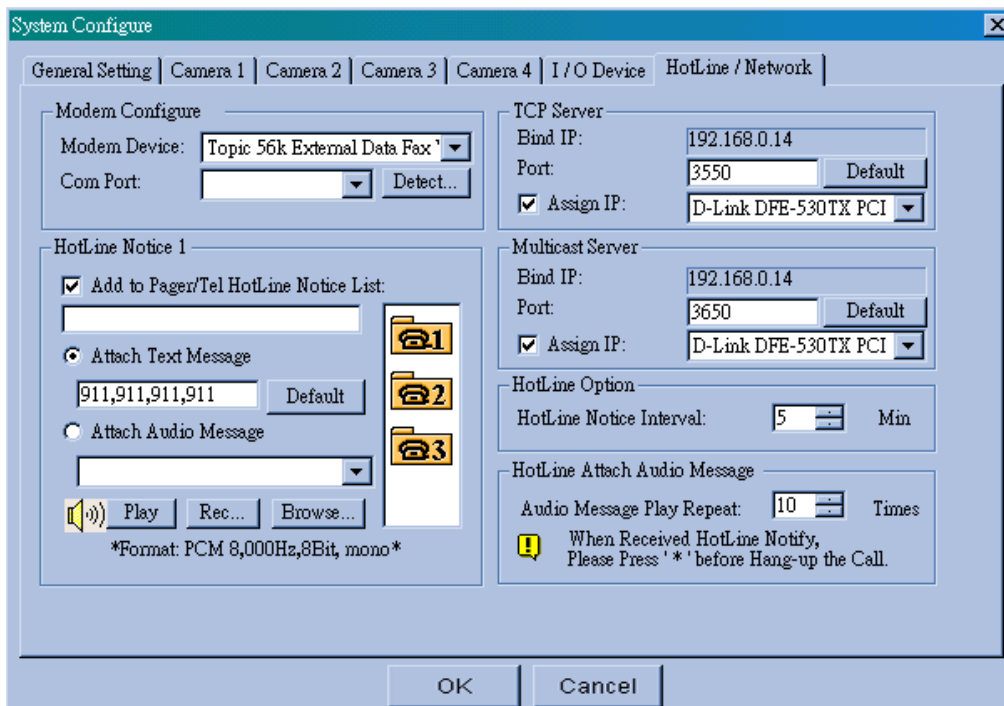 System Configure
General Setting
Camera 1
Camera 2
Camera 3
Camera 4
I / O Device
HotLine / Network
Modem Configure
Modem Device: Topic 56k External Data Fax
Com Port: Detect...
HotLine Notice 1
Add to Pager/Tel HotLine Notice List:
Attach Text Message
911,911,911,911 Default
Attach Audio Message
Play Rec... Browse...
*Format: PCM 8,000Hz,8Bit, mono*
1
2
3
TCP Server
Bind IP: 192.168.0.14
Port: 3550 Default
Assign IP: D-Link DFE-530TX PCI
Multicast Server
Bind IP: 192.168.0.14
Port: 3650 Default
Assign IP: D-Link DFE-530TX PCI
HotLine Option
HotLine Notice Interval: 5 Min
HotLine Attach Audio Message
Audio Message Play Repeat: 10 Times
When Received HotLine Notify,
Please Press ' * ' before Hang-up the Call.
OK Cancel